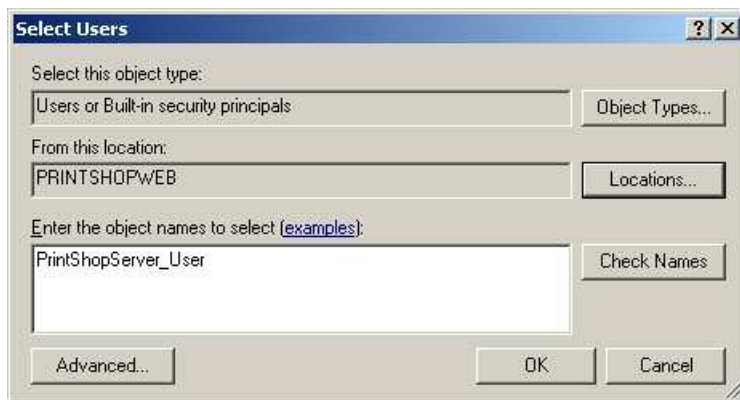 Select Users
Select this object type:
Users or Built-in security principals
Object Types...
From this location:
PRINTSHOPWEB
Locations...
Enter the object names to select (examples):
PrintShopServer_User
Check Names
Advanced...
OK
Cancel